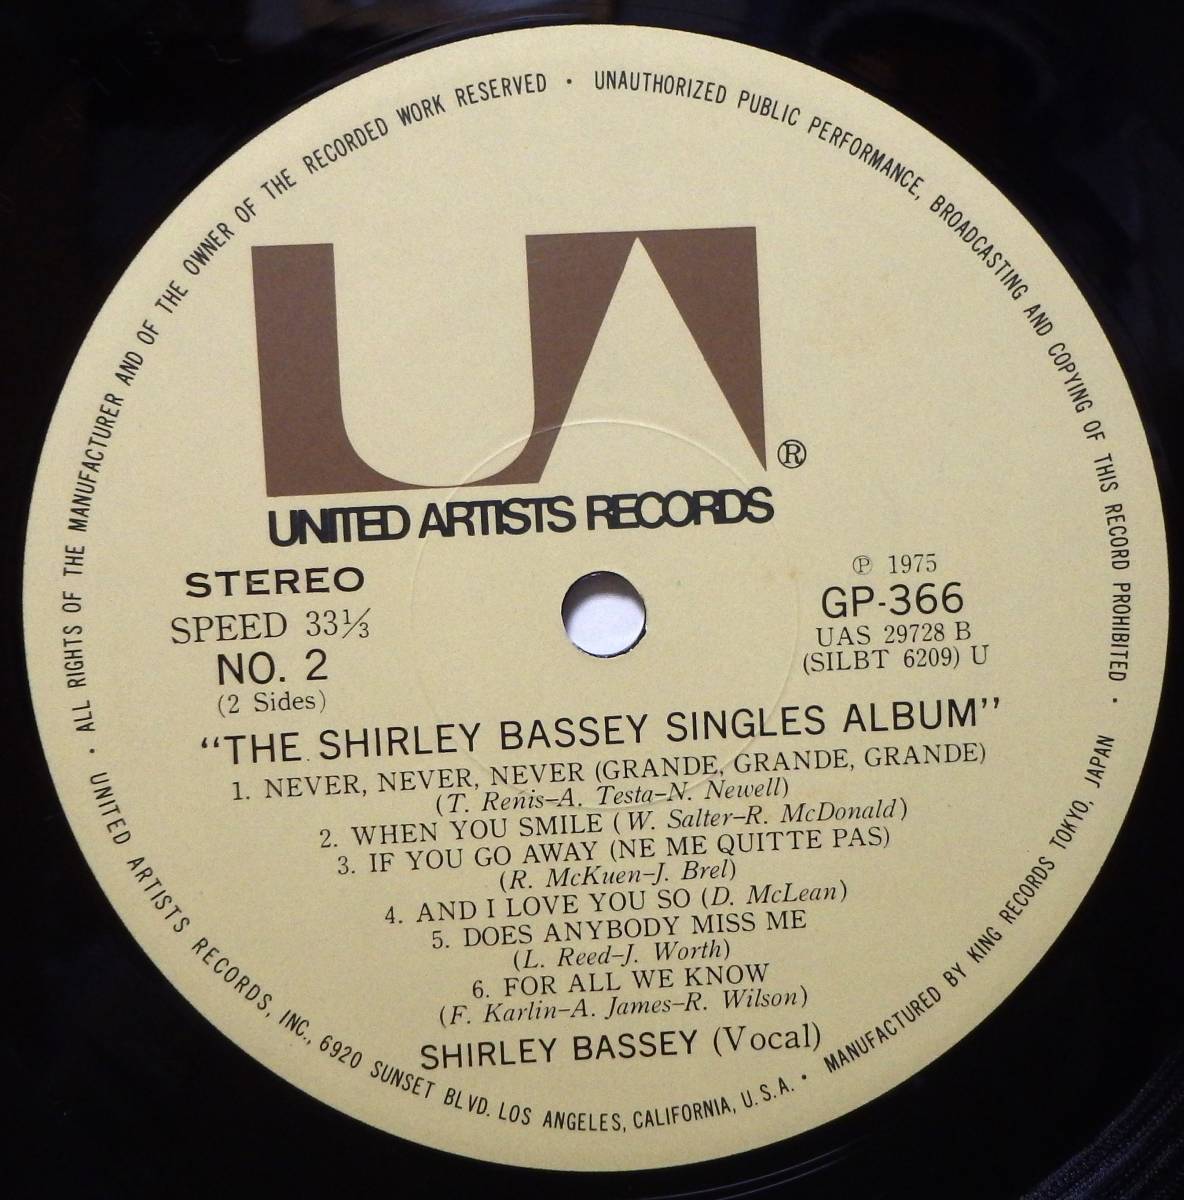 ALL RIGHTS OF THE MANUFACTURER AND OF THE OWNER OF THE RECORDED WORK RESERVED · UNAUTHORIZED PUBLIC PERFORMANCE, BROADCASTING AND COPYING OF THIS RECORD PROHIBITED ·
UA ®
UNITED ARTISTS RECORDS
STEREO
SPEED 33⅓
NO. 2
(2 Sides)
Ⓟ 1975
GP-366
UAS 29728 B
(SILBT 6209) U
“THE SHIRLEY BASSEY SINGLES ALBUM”
1. NEVER, NEVER, NEVER (GRANDE, GRANDE, GRANDE)
(T. Renis–A. Testa–N. Newell)
2. WHEN YOU SMILE (W. Salter–R. McDonald)
3. IF YOU GO AWAY (NE ME QUITTE PAS)
(R. McKuen–J. Brel)
4. AND I LOVE YOU SO (D. McLean)
5. DOES ANYBODY MISS ME
(L. Reed–J. Worth)
6. FOR ALL WE KNOW
(F. Karlin–A. James–R. Wilson)
SHIRLEY BASSEY (Vocal)
· UNITED ARTISTS RECORDS, INC., 6920 SUNSET BLVD. LOS ANGELES, CALIFORNIA, U.S.A. · MANUFACTURED BY KING RECORDS TOKYO, JAPAN